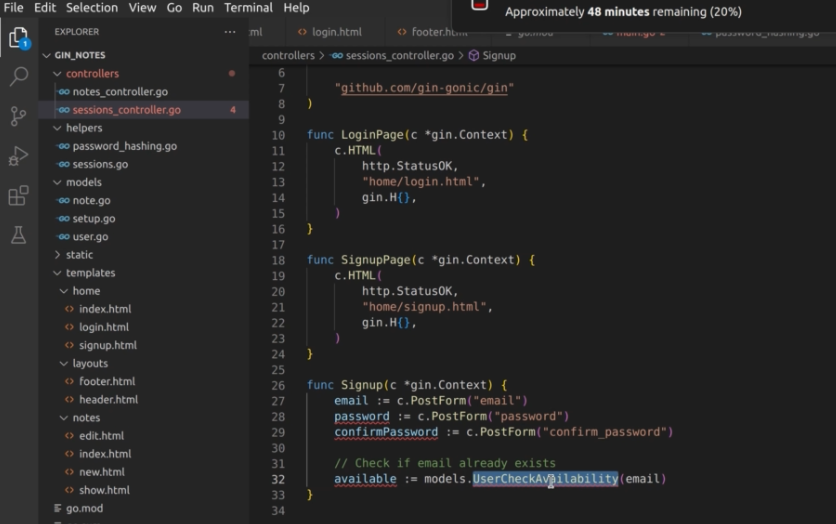 File Edit Selection View Go Run Terminal Help
Approximately 48 minutes remaining (20%)
EXPLORER ...
login.html
footer.html
1
GIN_NOTES
controllers
notes_controller.go
sessions_controller.go 4
helpers
password_hashing.go
sessions.go
models
note.go
setup.go
user.go
static
templates
home
index.html
login.html
signup.html
layouts
footer.html
header.html
notes
edit.html
index.html
new.html
show.html
go.mod
controllers > sessions_controller.go > Signup
6
7 "github.com/gin-gonic/gin"
8 )
9
10 func LoginPage(c *gin.Context) {
11 c.HTML(
12 http.StatusOK,
13 "home/login.html",
14 gin.H{},
15 )
16 }
17
18 func SignupPage(c *gin.Context) {
19 c.HTML(
20 http.StatusOK,
21 "home/signup.html",
22 gin.H{},
23 )
24 }
25
26 func Signup(c *gin.Context) {
27 email := c.PostForm("email")
28 password := c.PostForm("password")
29 confirmPassword := c.PostForm("confirm_password")
30
31 // Check if email already exists
32 available := models.UserCheckAvailability(email)
33 }
34